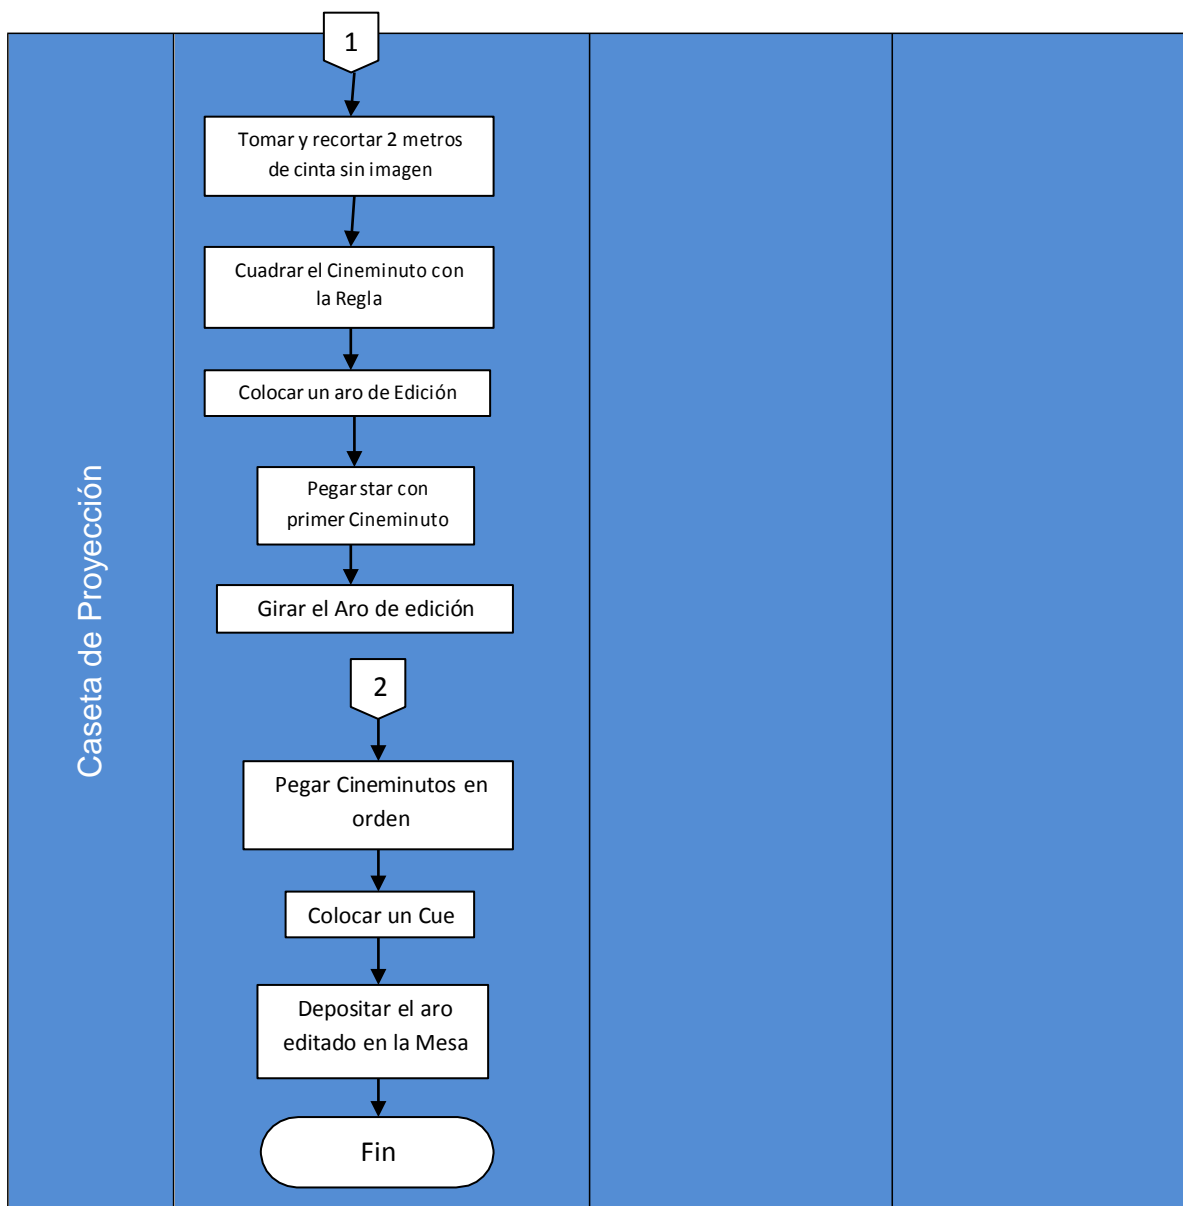 1
Tomar y recortar 2 metros
de cinta sin imagen
Cuadrar el Cineminuto con
la Regla
Colocar un aro de Edición
Pegar star con
primer Cineminuto
Girar el Aro de edición
2
Pegar Cineminutos en
orden
Colocar un Cue
Depositar el aro
editado en la Mesa
Fin
Caseta de Proyección